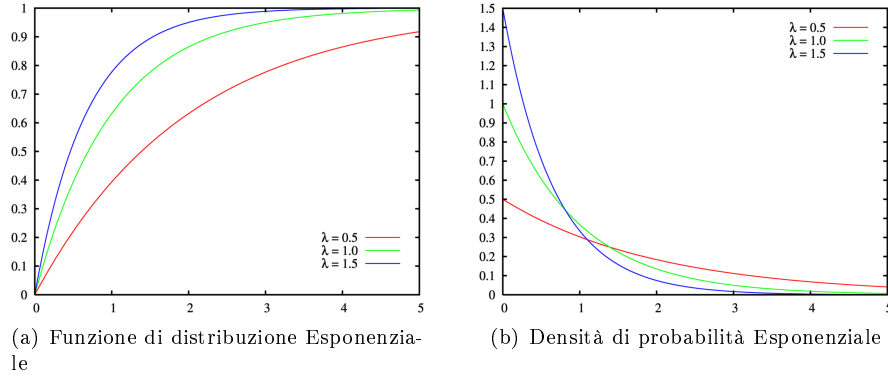 1
0.9
0.8
0.7
0.6
0.5
0.4
0.3
0.2
0.1
0
0 1 2 3 4 5
λ = 0.5
λ = 1.0
λ = 1.5
(a) Funzione di distribuzione Esponenzia-
le
1.5
1.4
1.3
1.2
1.1
1
0.9
0.8
0.7
0.6
0.5
0.4
0.3
0.2
0.1
0 1 2 3 4 5
λ = 0.5
λ = 1.0
λ = 1.5
(b) Densità di probabilità Esponenziale